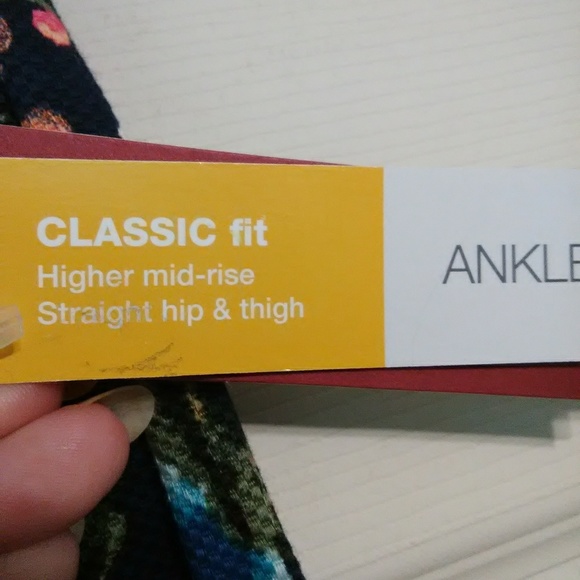 CLASSIC fit
Higher mid-rise
Straight hip & thigh
ANKLE